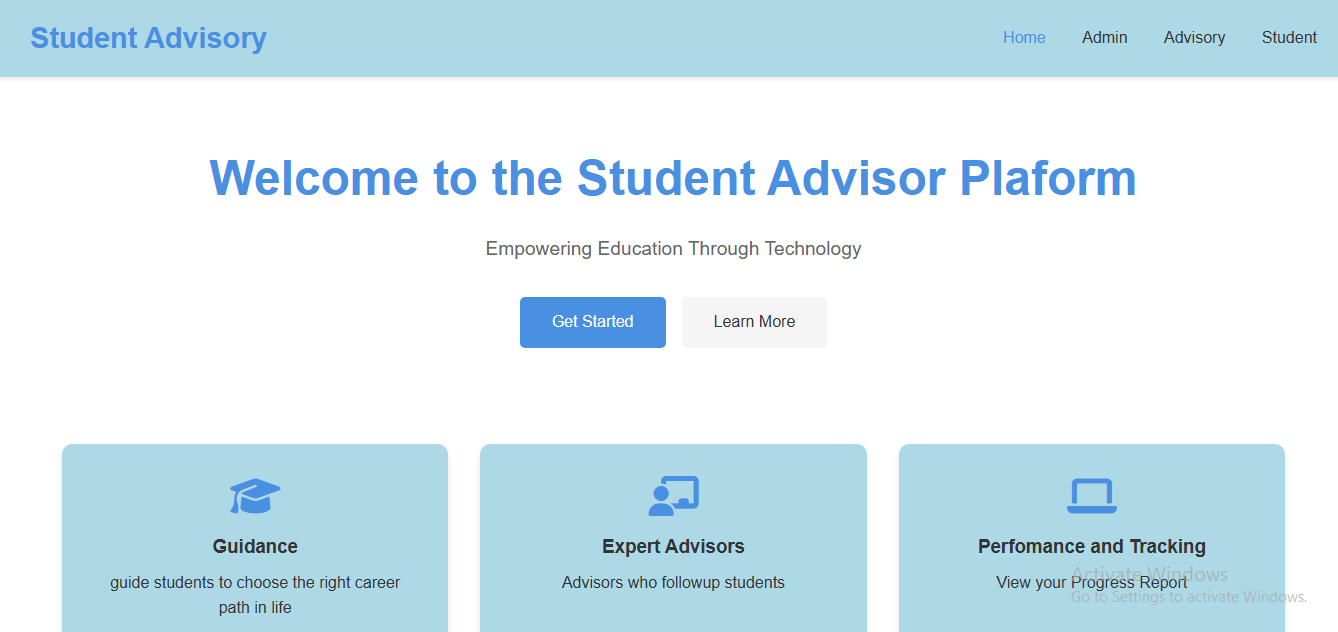 Student Advisory
Home Admin Advisory Student
Welcome to the Student Advisor Plaform
Empowering Education Through Technology
Get Started Learn More
Guidance
guide students to choose the right career
path in life
Expert Advisors
Advisors who followup students
Perfomance and Tracking
View your Progress Report
Activate Windows
Go to Settings to activate Windows.